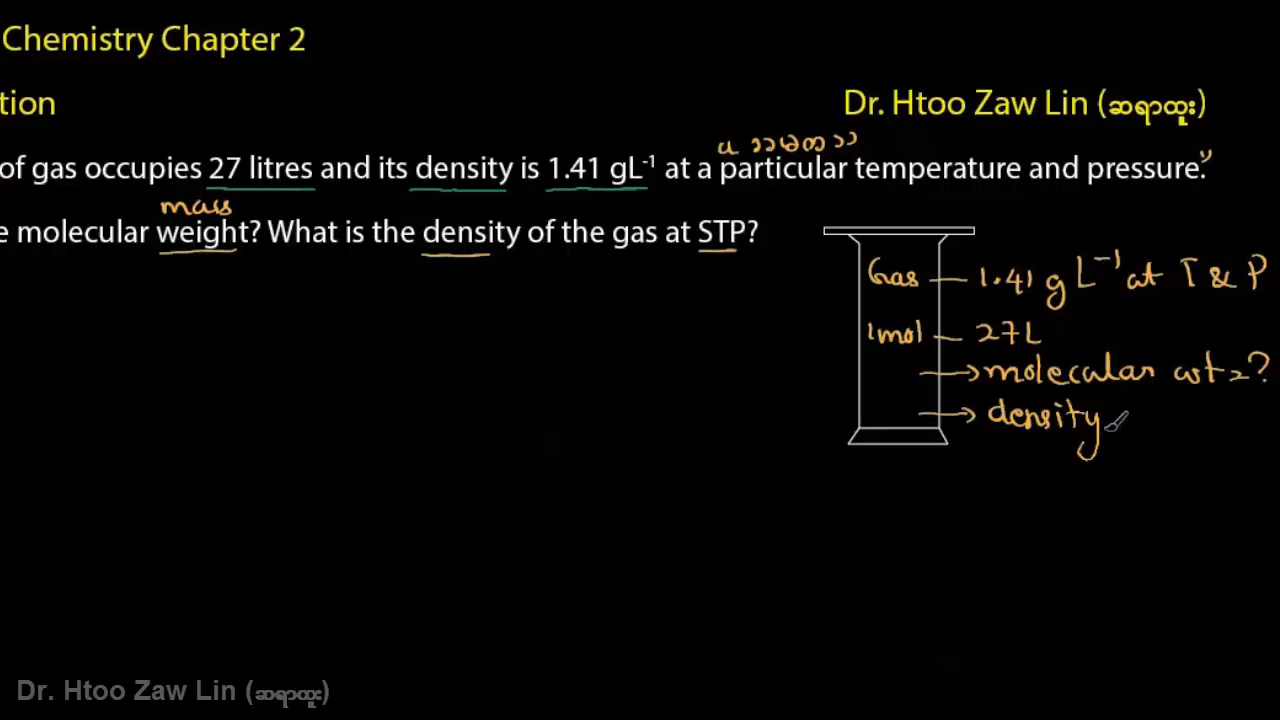 Chemistry Chapter 2
tion
Dr. Htoo Zaw Lin (ဆရာထူး)
of gas occupies 27 litres and its density is 1.41 gL⁻¹ at a particular temperature and pressure.
mass
e molecular weight? What is the density of the gas at STP?
Gas — 1.41 g L⁻¹ at T & P
1mol — 27L
→ molecular wt = ?
→ density
Dr. Htoo Zaw Lin (ဆရာထူး)